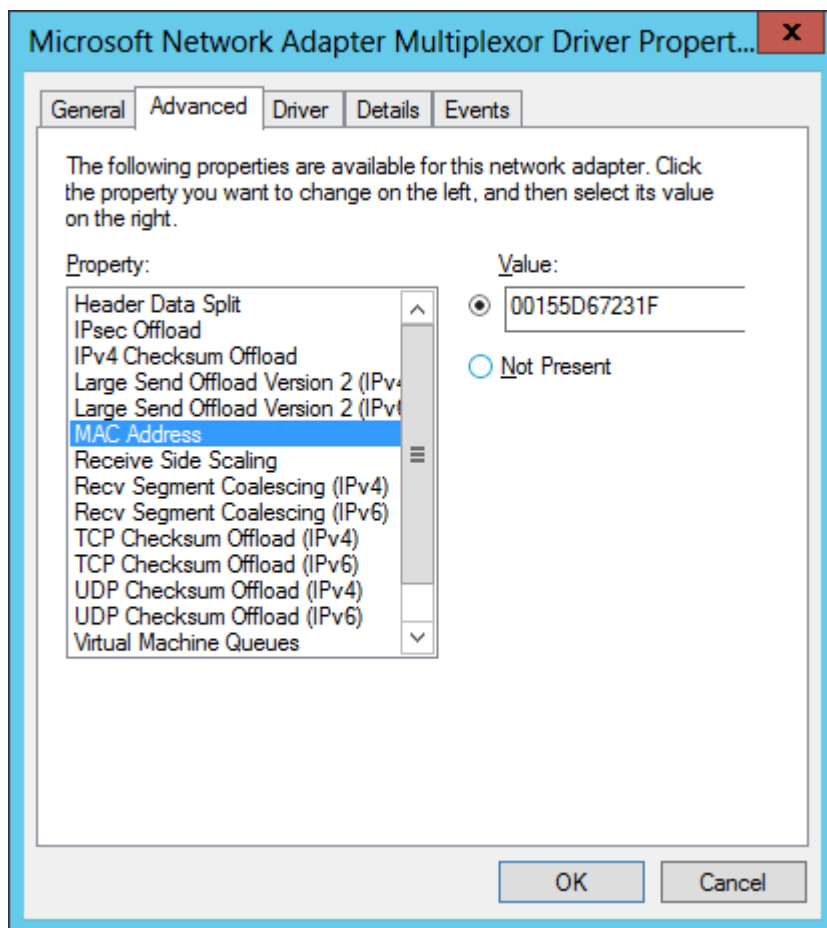 Microsoft Network Adapter Multiplexor Driver Propert...
x
General Advanced Driver Details Events
The following properties are available for this network adapter. Click
the property you want to change on the left, and then select its value
on the right.
Property:
Header Data Split
IPsec Offload
IPv4 Checksum Offload
Large Send Offload Version 2 (IPv4
Large Send Offload Version 2 (IPv6
MAC Address
Receive Side Scaling
Recv Segment Coalescing (IPv4)
Recv Segment Coalescing (IPv6)
TCP Checksum Offload (IPv4)
TCP Checksum Offload (IPv6)
UDP Checksum Offload (IPv4)
UDP Checksum Offload (IPv6)
Virtual Machine Queues
Value:
00155D67231F
Not Present
OK Cancel